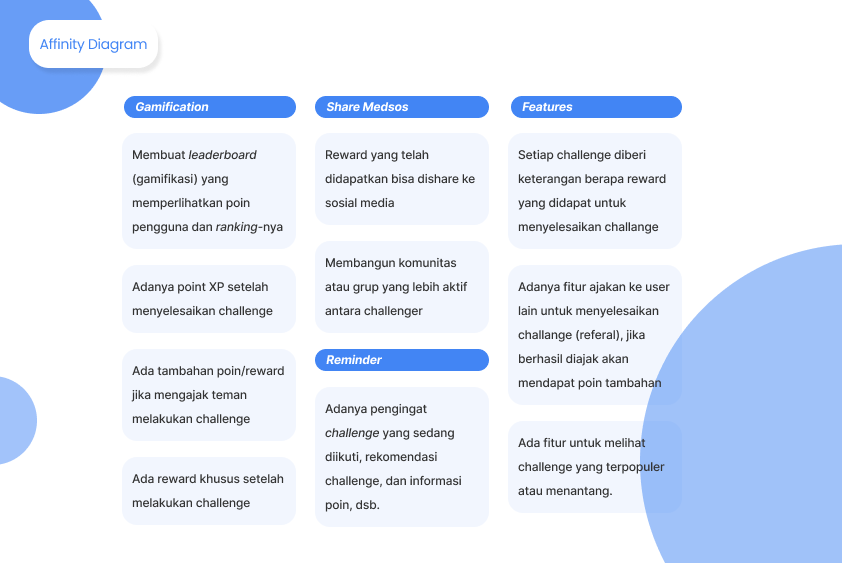 Affinity Diagram
Gamification
Membuat leaderboard
(gamifikasi) yang
memperlihatkan poin
pengguna dan ranking-nya
Adanya point XP setelah
menyelesaikan challenge
Ada tambahan poin/reward
jika mengajak teman
melakukan challenge
Ada reward khusus setelah
melakukan challenge
Share Medsos
Reward yang telah
didapatkan bisa dishare ke
sosial media
Membangun komunitas
atau grup yang lebih aktif
antara challenger
Reminder
Adanya pengingat
challenge yang sedang
diikuti, rekomendasi
challenge, dan informasi
poin, dsb.
Features
Setiap challenge diberi
keterangan berapa reward
yang didapat untuk
menyelesaikan challange
Adanya fitur ajakan ke user
lain untuk menyelesaikan
challange (referal), jika
berhasil diajak akan
mendapat poin tambahan
Ada fitur untuk melihat
challenge yang terpopuler
atau menantang.